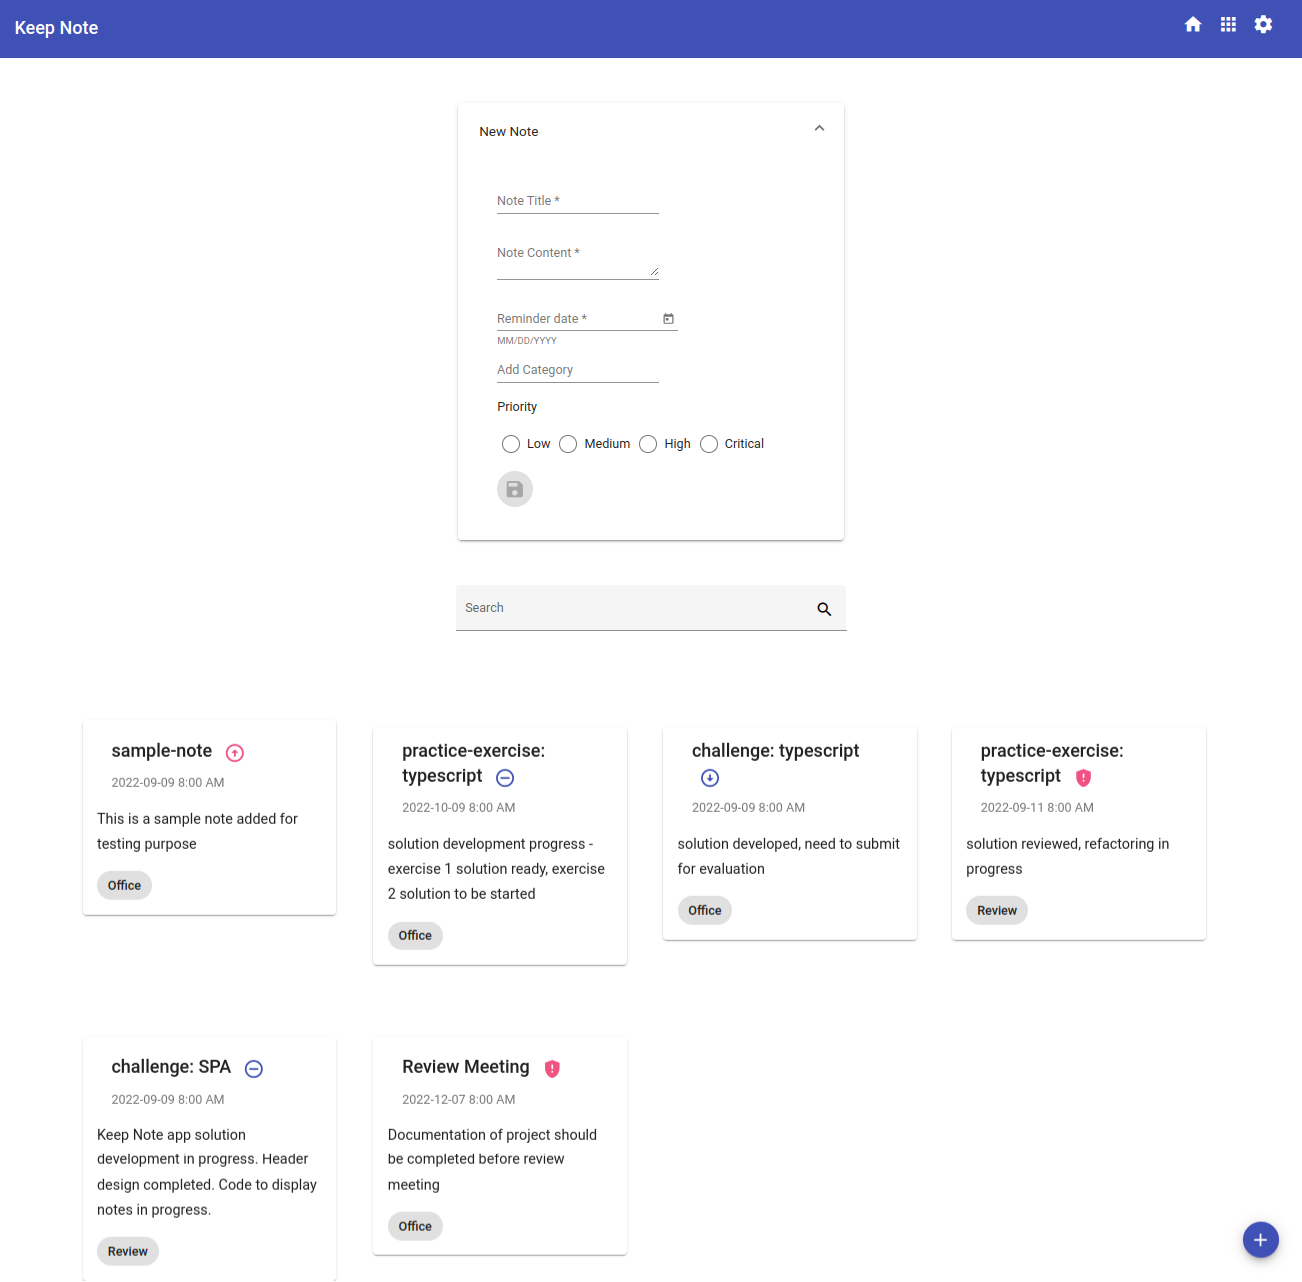 Keep Note
New Note
Note Title *
Note Content *
Reminder date *
MM/DD/YYYY
Add Category
Priority
Low Medium High Critical
Search
sample-note
2022-09-09 8:00 AM
This is a sample note added for
testing purpose
Office
practice-exercise:
typescript
2022-10-09 8:00 AM
solution development progress -
exercise 1 solution ready, exercise
2 solution to be started
Office
challenge: typescript
2022-09-09 8:00 AM
solution developed, need to submit
for evaluation
Office
practice-exercise:
typescript
2022-09-11 8:00 AM
solution reviewed, refactoring in
progress
Review
challenge: SPA
2022-09-09 8:00 AM
Keep Note app solution
development in progress. Header
design completed. Code to display
notes in progress.
Review
Review Meeting
2022-12-07 8:00 AM
Documentation of project should
be completed before review
meeting
Office